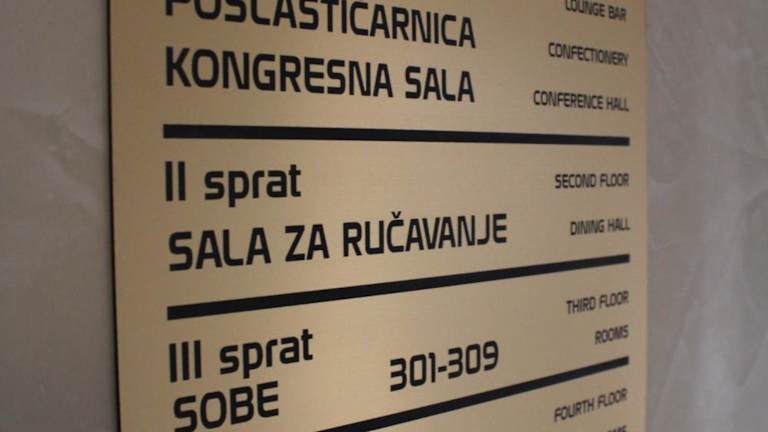 LOUNGE BAR
POSLASTIČARNICA
CONFECTIONERY
KONGRESNA SALA
CONFERENCE HALL
II sprat
SECOND FLOOR
SALA ZA RUČAVANJE
DINING HALL
III sprat
THIRD FLOOR
SOBE 301-309
ROOMS
FOURTH FLOOR